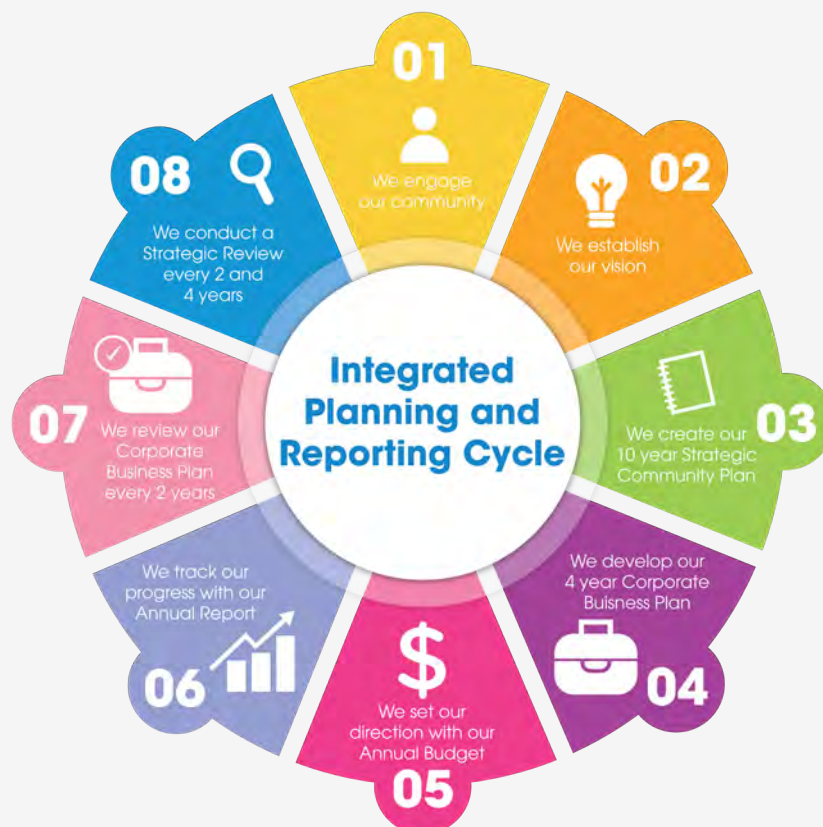 Integrated
Planning and
Reporting Cycle
01
We engage
our community
02
We establish
our vision
03
We create our
10 year Strategic
Community Plan
04
We develop our
4 year Corporate
Buisness Plan
05
We set our
direction with our
Annual Budget
06
We track our
progress with our
Annual Report
07
We review our
Corporate
Business Plan
every 2 years
08
We conduct a
Strategic Review
every 2 and
4 years